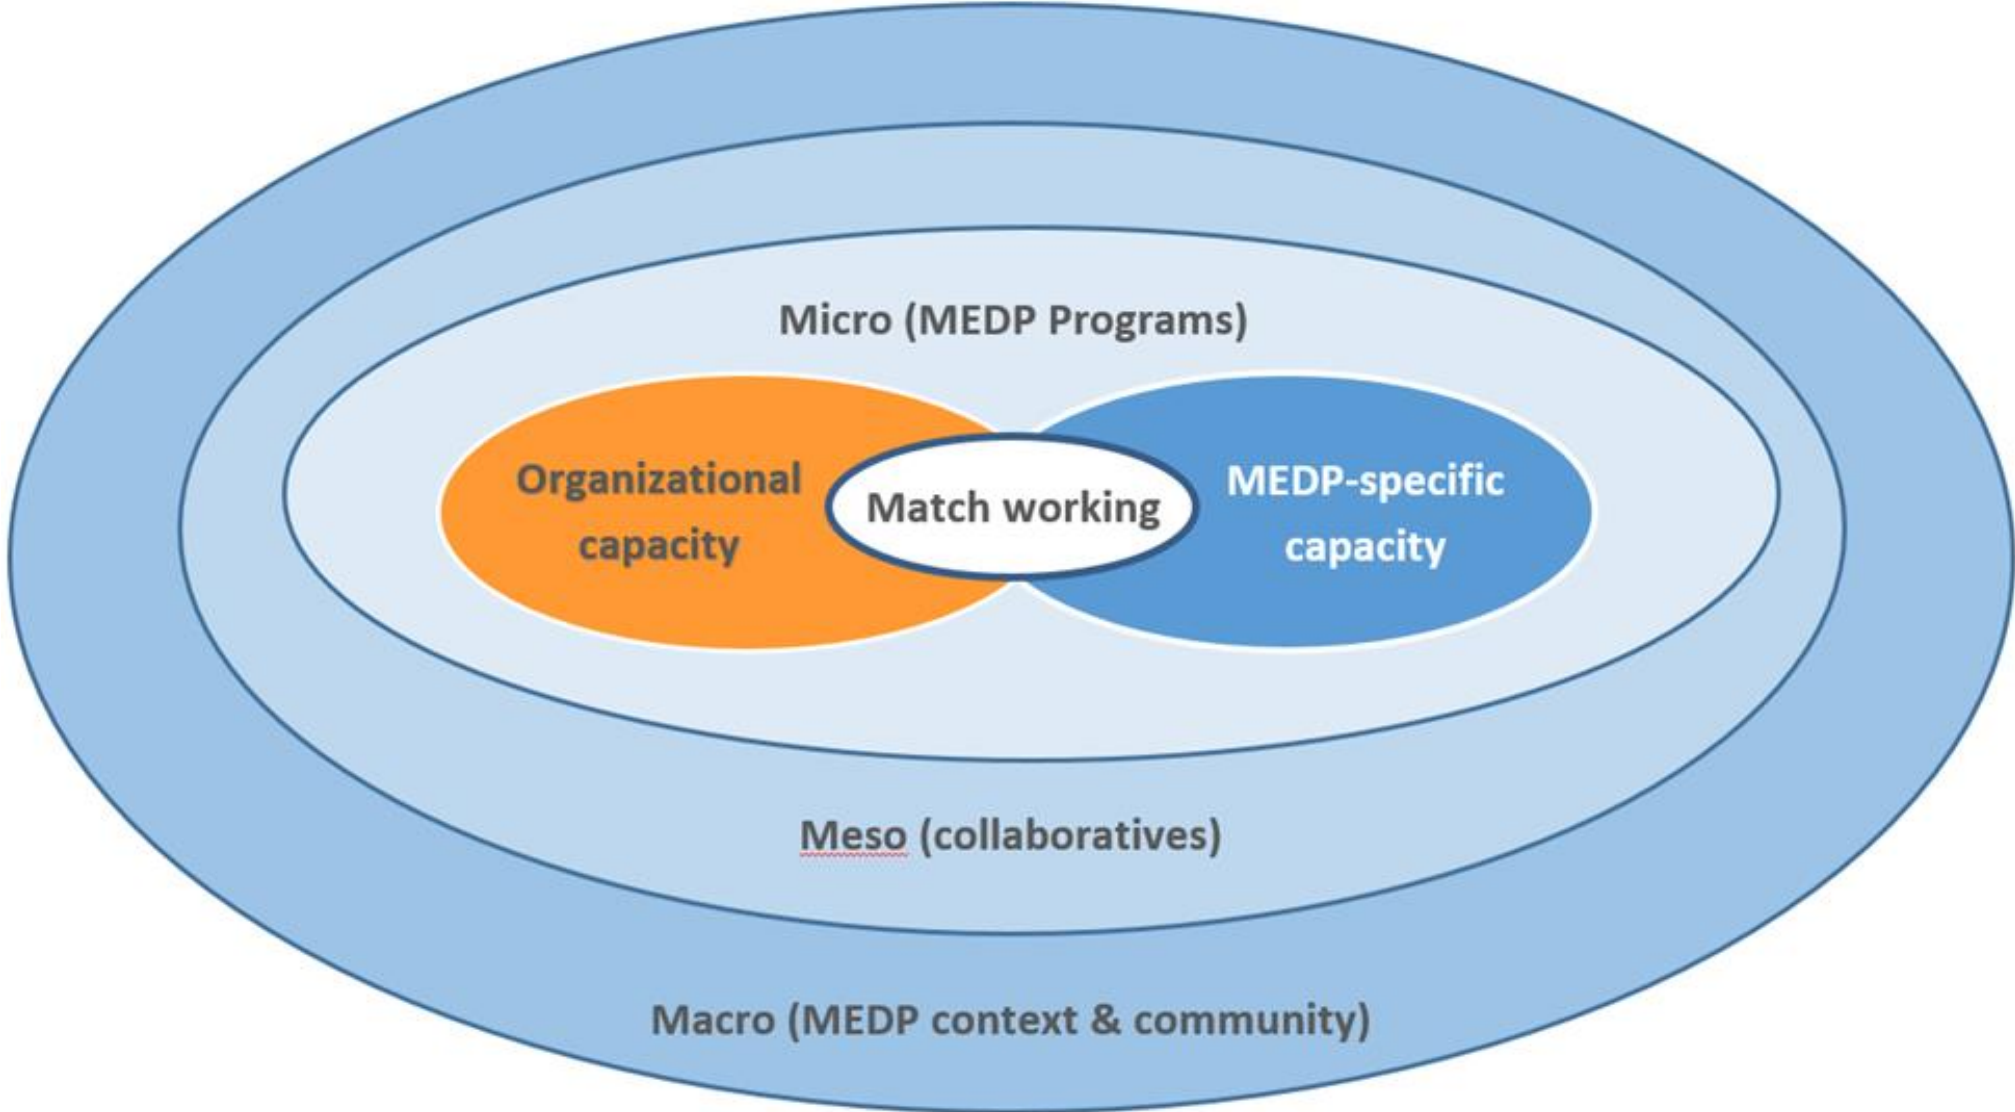 Micro (MEDP Programs)
Organizational
capacity
Match working
MEDP-specific
capacity
Meso (collaboratives)
Macro (MEDP context & community)